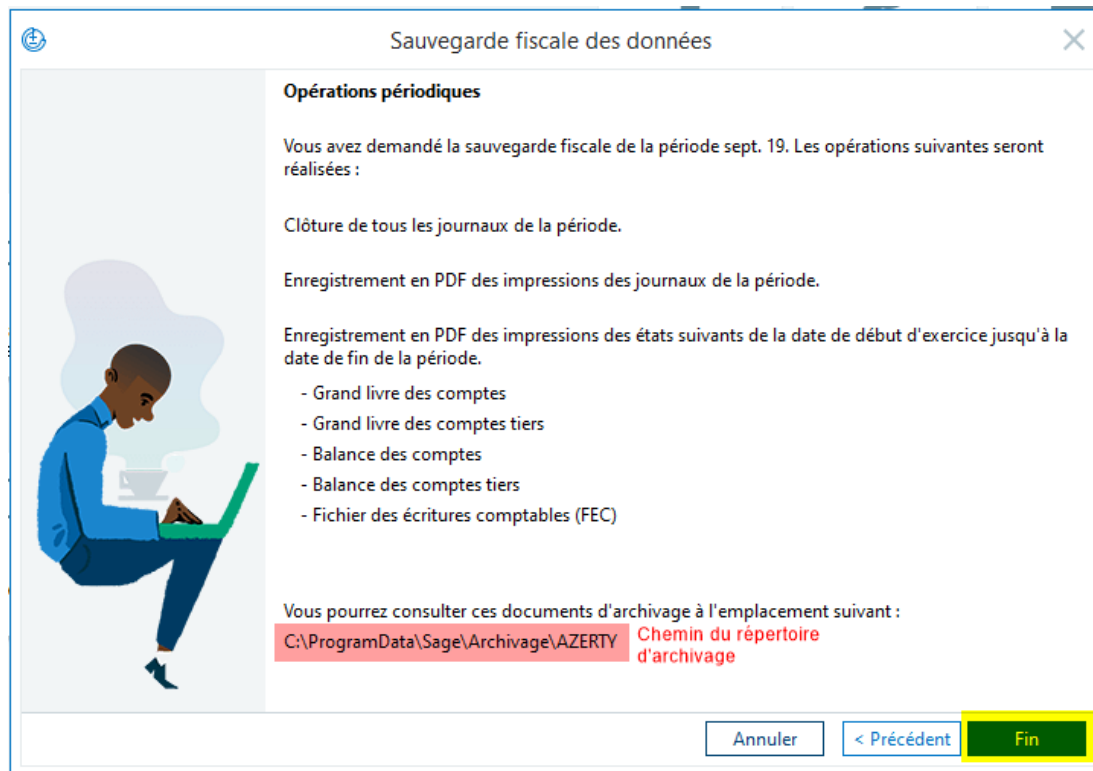 Sauvegarde fiscale des données
Opérations périodiques
Vous avez demandé la sauvegarde fiscale de la période sept. 19. Les opérations suivantes seront
réalisées :
Clôture de tous les journaux de la période.
Enregistrement en PDF des impressions des journaux de la période.
Enregistrement en PDF des impressions des états suivants de la date de début d'exercice jusqu'à la
date de fin de la période.
- Grand livre des comptes
- Grand livre des comptes tiers
- Balance des comptes
- Balance des comptes tiers
- Fichier des écritures comptables (FEC)
Vous pourrez consulter ces documents d'archivage à l'emplacement suivant :
C:\ProgramData\Sage\Archivage\AZERTY
Chemin du répertoire
d'archivage
Annuler
< Précédent
Fin